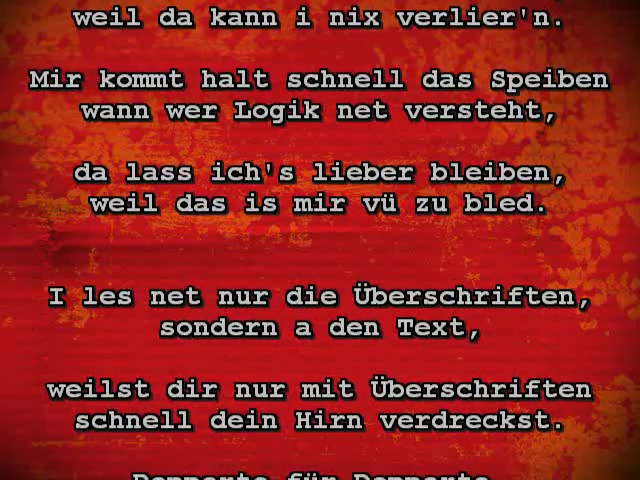 weil da kann i nix verlier'n.
Mir kommt halt schnell das Speiben
wann wer Logik net versteht,
da lass ich's lieber bleiben,
weil das is mir vü zu bled.
I les net nur die Überschriften,
sondern a den Text,
weilst dir nur mit Überschriften
schnell dein Hirn verdreckst.
für